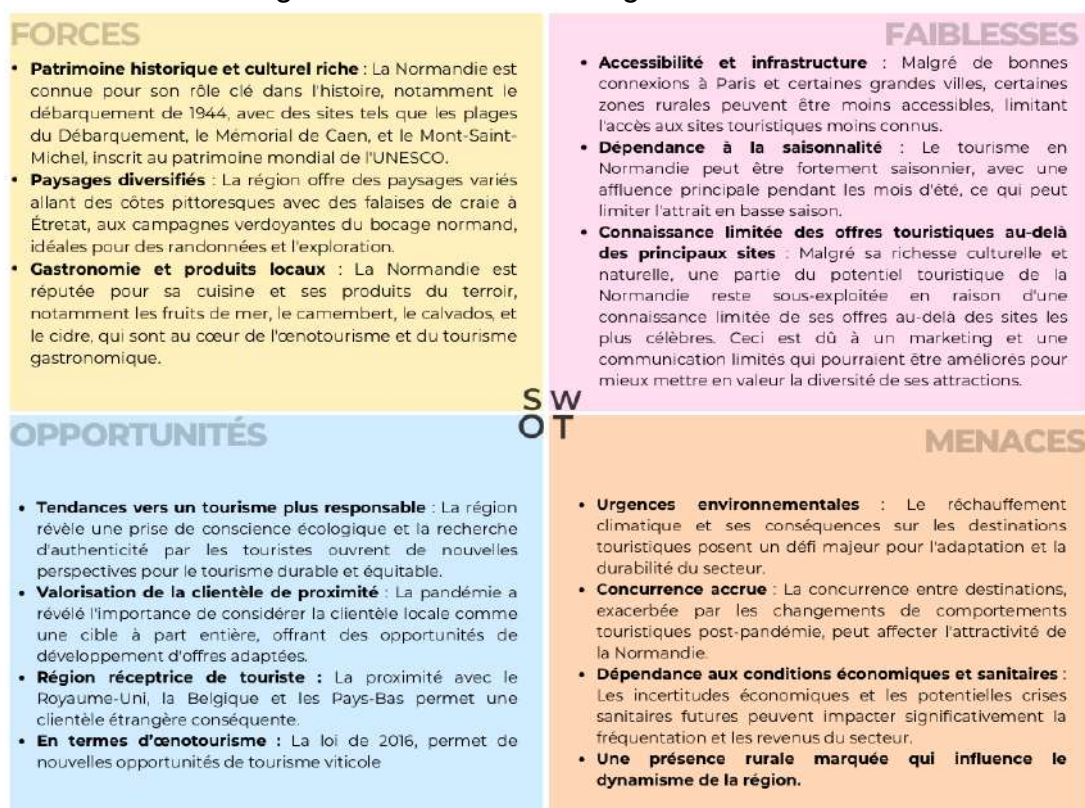 FORCES
• Patrimoine historique et culturel riche : La Normandie est
connue pour son rôle clé dans l'histoire, notamment le
débarquement de 1944, avec des sites tels que les plages
du Débarquement, le Mémorial de Caen, et le Mont-Saint-
Michel, inscrit au patrimoine mondial de l'UNESCO.
• Paysages diversifiés : La région offre des paysages variés
allant des côtes pittoresques avec des falaises de craie à
Étretat, aux campagnes verdoyantes du bocage normand,
idéales pour des randonnées et l'exploration.
• Gastronomie et produits locaux : La Normandie est
réputée pour sa cuisine et ses produits du terroir,
notamment les fruits de mer, le camembert, le calvados, et
le cidre, qui sont au cœur de l'œnotourisme et du tourisme
gastronomique.
FAIBLESSES
• Accessibilité et infrastructure : Malgré de bonnes
connexions à Paris et certaines grandes villes, certaines
zones rurales peuvent être moins accessibles, limitant
l'accès aux sites touristiques moins connus.
• Dépendance à la saisonnalité : Le tourisme en
Normandie peut être fortement saisonnier, avec une
affluence principale pendant les mois d'été, ce qui peut
limiter l'attrait en basse saison.
• Connaissance limitée des offres touristiques au-delà
des principaux sites : Malgré sa richesse culturelle et
naturelle, une partie du potentiel touristique de la
Normandie reste sous-exploitée en raison d'une
connaissance limitée de ses offres au-delà des sites les
plus célèbres. Ceci est dû à un marketing et une
communication limités qui pourraient être améliorés pour
mieux mettre en valeur la diversité de ses attractions.
S W
O T
OPPORTUNITÉS
• Tendances vers un tourisme plus responsable : La région
révèle une prise de conscience écologique et la recherche
d'authenticité par les touristes ouvrent de nouvelles
perspectives pour le tourisme durable et équitable.
• Valorisation de la clientèle de proximité : La pandémie a
révélé l'importance de considérer la clientèle locale comme
une cible à part entière, offrant des opportunités de
développement d'offres adaptées.
• Région réceptrice de touriste : La proximité avec le
Royaume-Uni, la Belgique et les Pays-Bas permet une
clientèle étrangère conséquente.
• En termes d'œnotourisme : La loi de 2016, permet de
nouvelles opportunités de tourisme viticole
MENACES
• Urgences environnementales : Le réchauffement
climatique et ses conséquences sur les destinations
touristiques posent un défi majeur pour l'adaptation et la
durabilité du secteur.
• Concurrence accrue : La concurrence entre destinations,
exacerbée par les changements de comportements
touristiques post-pandémie, peut affecter l'attractivité de
la Normandie.
• Dépendance aux conditions économiques et sanitaires :
Les incertitudes économiques et les potentielles crises
sanitaires futures peuvent impacter significativement la
fréquentation et les revenus du secteur.
• Une présence rurale marquée qui influence le
dynamisme de la région.